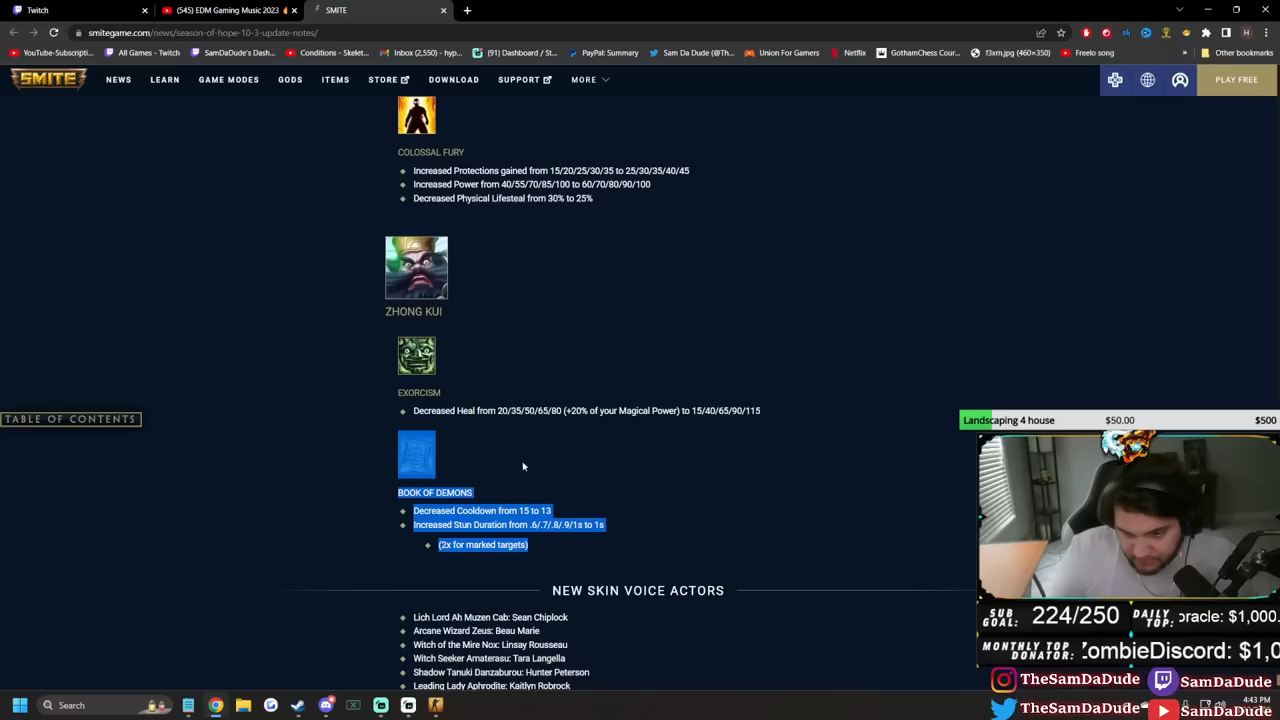 Twitch
(545) EDM Gaming Music 2023
SMITE
smitegame.com/news/season-of-hope-10-3-update-notes/
YouTube-Subscripti...
All Games - Twitch
SamDaDude's Dash...
Conditions - Skelet...
Inbox (2,550) - hyp...
(91) Dashboard / St...
PayPal: Summary
Sam Da Dude (@Th...
Union For Gamers
Netflix
GothamChess Cour...
f3xm.jpg (460×350)
Freelo song
Other bookmarks
SMITE
NEWS
LEARN
GAME MODES
GODS
ITEMS
STORE
DOWNLOAD
SUPPORT
MORE
PLAY FREE
COLOSSAL FURY
Increased Protections gained from 15/20/25/30/35 to 25/30/35/40/45
Increased Power from 40/55/70/85/100 to 60/70/80/90/100
Decreased Physical Lifesteal from 30% to 25%
ZHONG KUI
EXORCISM
Decreased Heal from 20/35/50/65/80 (+20% of your Magical Power) to 15/40/65/90/115
TABLE OF CONTENTS
Landscaping 4 house $50.00 $500
BOOK OF DEMONS
Decreased Cooldown from 15 to 13
Increased Stun Duration from .6/.7/.8/.9/1s to 1s
(2x for marked targets)
NEW SKIN VOICE ACTORS
Lich Lord Ah Muzen Cab: Sean Chiplock
Arcane Wizard Zeus: Beau Marie
Witch of the Mire Nox: Linsay Rousseau
Witch Seeker Amaterasu: Tara Langella
Shadow Tanuki Danzaburou: Hunter Peterson
Leading Lady Aphrodite: Kaitlyn Robrock
SUB GOAL: 224/250
DAILY TOP: oracle: $1,000.
MONTHLY TOP DONATOR: ZombieDiscord: $1,0
TheSamDaDude
SamDaDude
TheSamDaDude
SamDaDude
Search
4:43 PM